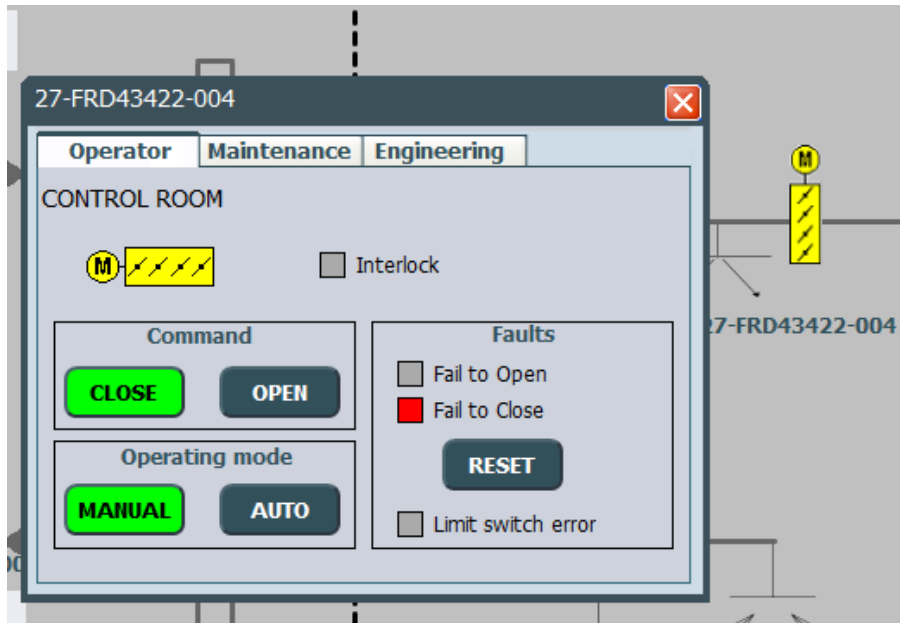 27-FRD43422-004
Operator Maintenance Engineering
CONTROL ROOM
M
M
Interlock
27-FRD43422-004
Command
CLOSE OPEN
Faults
Fail to Open
Fail to Close
RESET
Limit switch error
Operating mode
MANUAL AUTO